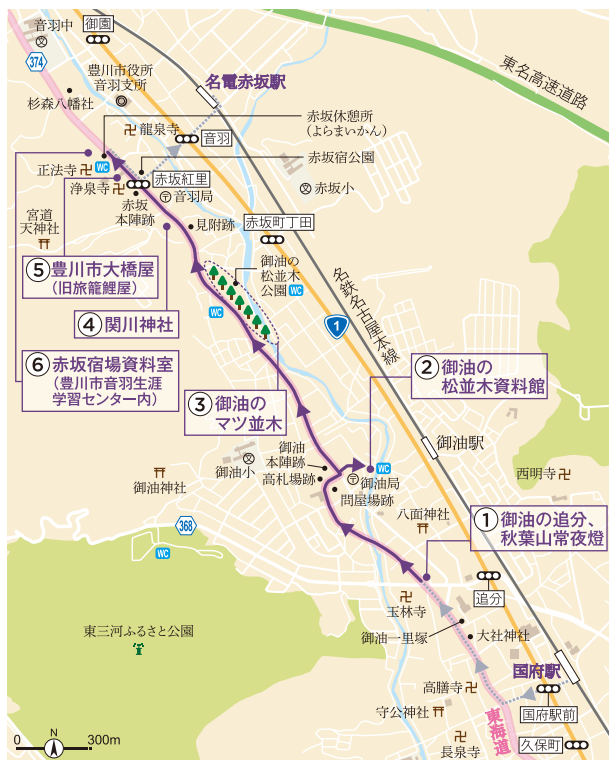 音羽中
御園
374
豊川市役所
音羽支所
杉森八幡社
名電赤坂駅
東名高速道路
龍泉寺
音羽
赤坂休憩所
(よらまいかん)
WC
正法寺
浄泉寺
赤坂紅里
赤坂宿公園
赤坂
本陣跡
音羽局
赤坂小
宮道
天神社
見附跡
赤坂町丁田
⑤豊川市大橋屋
(旧旅籠鯉屋)
御油の
松並木
公園 WC
名鉄名古屋本線
④関川神社
WC
1
⑥赤坂宿場資料室
(豊川市音羽生涯
学習センター内)
③御油の
マツ並木
②御油の
松並木資料館
御油駅
御油
本陣跡
高札場跡
御油小
WC
御油局
問屋場跡
西明寺
御油神社
八面神社
368
WC
①御油の追分、
秋葉山常夜燈
追分
玉林寺
東三河ふるさと公園
御油一里塚
大社神社
国府駅
高膳寺
東海道
国府駅前
守公神社
長泉寺
久保町
N
0 300m